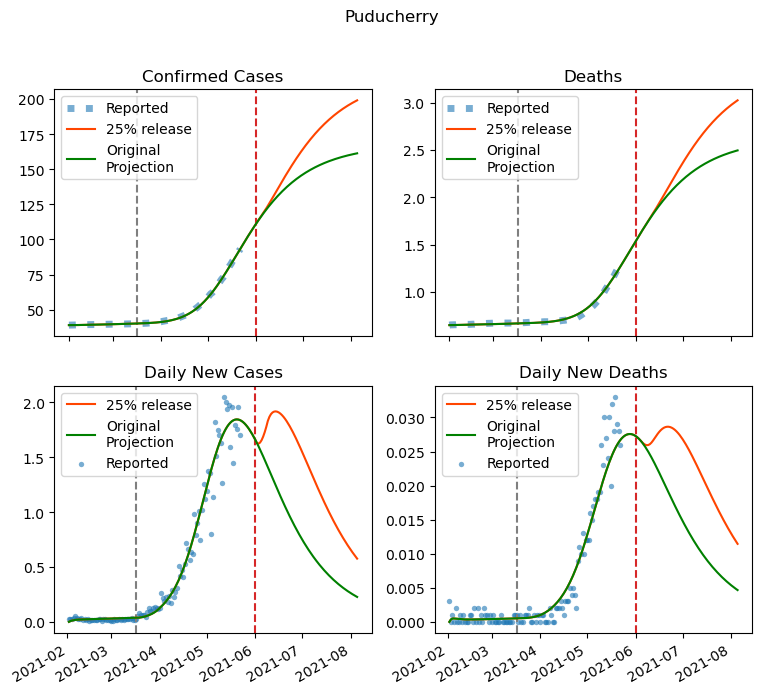 Puducherry
Confirmed Cases
200
175
150
125
100
75
50
Reported
25% release
Original
Projection
Deaths
3.0
2.5
2.0
1.5
1.0
Reported
25% release
Original
Projection
Daily New Cases
2.0
1.5
1.0
0.5
0.0
25% release
Original
Projection
Reported
2021-02
2021-03
2021-04
2021-05
2021-06
2021-07
2021-08
Daily New Deaths
0.030
0.025
0.020
0.015
0.010
0.005
0.000
25% release
Original
Projection
Reported
2021-02
2021-03
2021-04
2021-05
2021-06
2021-07
2021-08